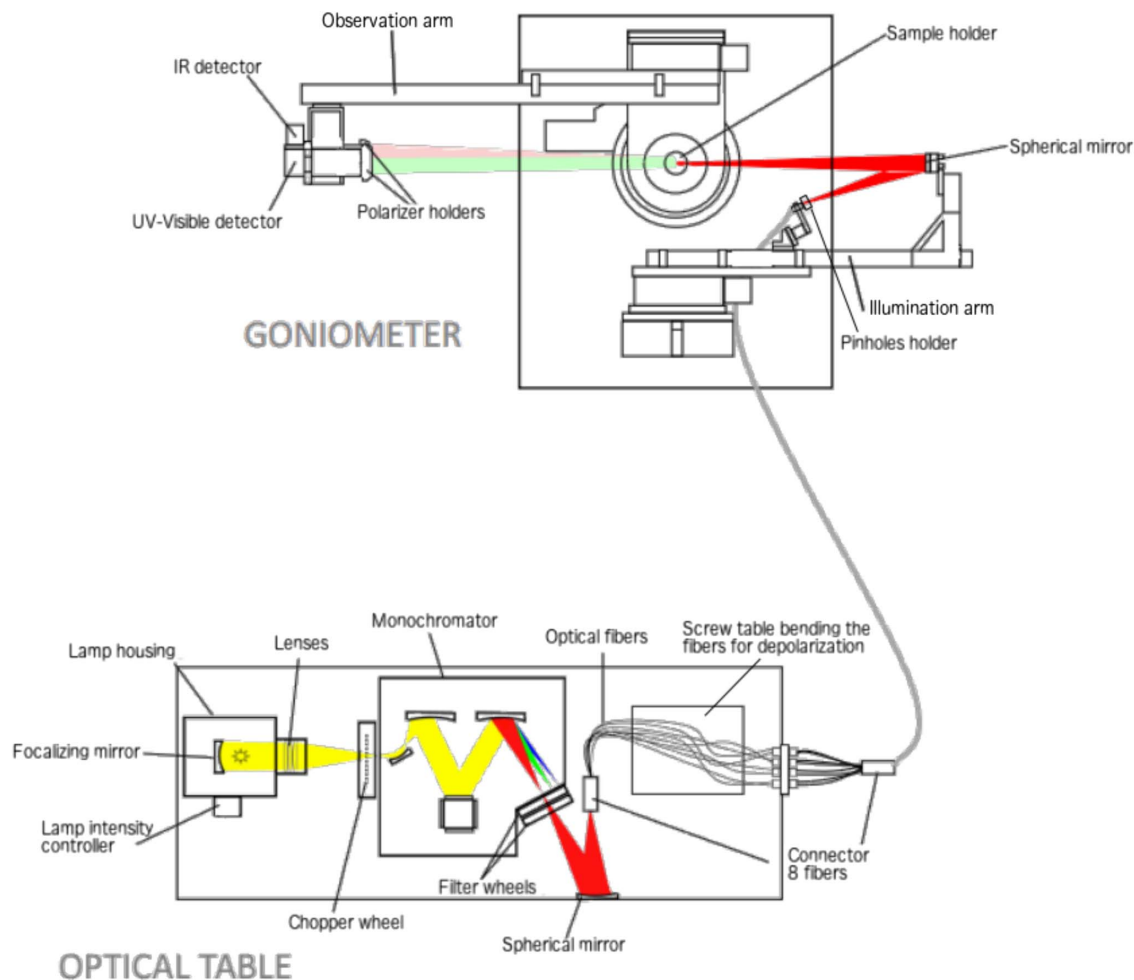 Observation arm
Sample holder
IR detector
Spherical mirror
UV-Visible detector
Polarizer holders
Illumination arm
GONIOMETER
Pinholes holder
Monochromator
Optical fibers
Screw table bending the
fibers for depolarization
Lamp housing
Lenses
Focalizing mirror
Lamp intensity
controller
Filter wheels
Connector
8 fibers
Chopper wheel
Spherical mirror
OPTICAL TABLE